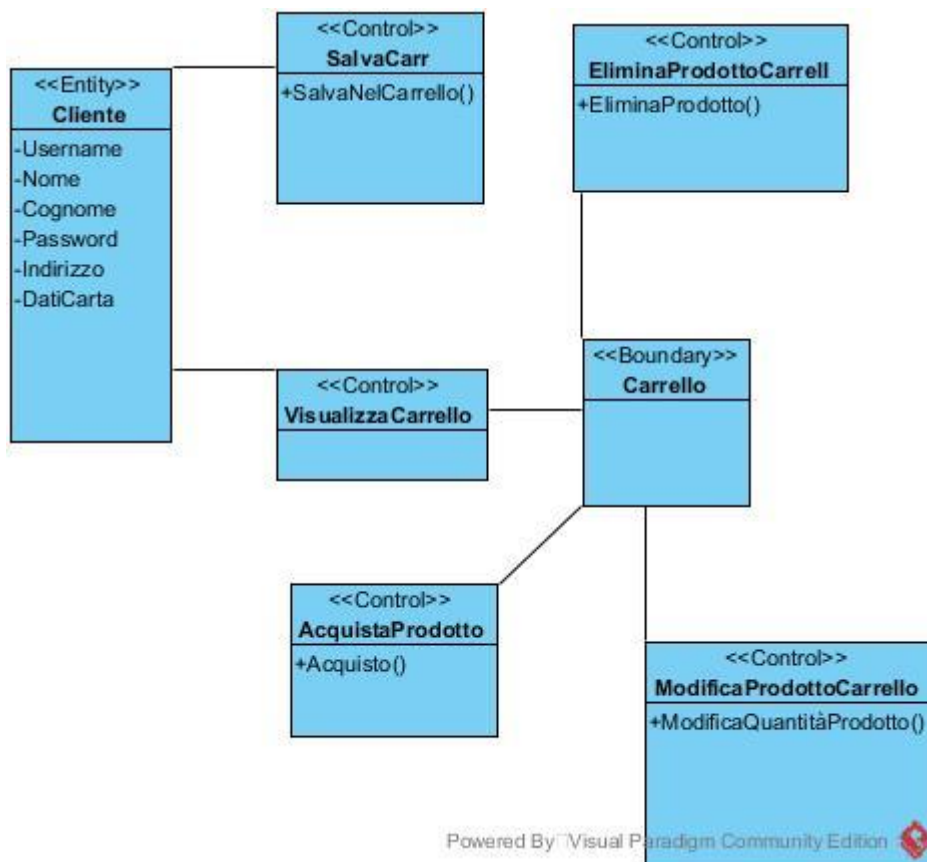 <<Entity>>
Cliente
-Username
-Nome
-Cognome
-Password
-Indirizzo
-DatiCarta
<<Control>>
SalvaCarr
+SalvaNelCarrello()
<<Control>>
EliminaProdottoCarrell
+EliminaProdotto()
<<Control>>
VisualizzaCarrello
<<Boundary>>
Carrello
<<Control>>
AcquistaProdotto
+Acquisto()
<<Control>>
ModificaProdottoCarrello
+ModificaQuantitàProdotto()
Powered By Visual Paradigm Community Edition